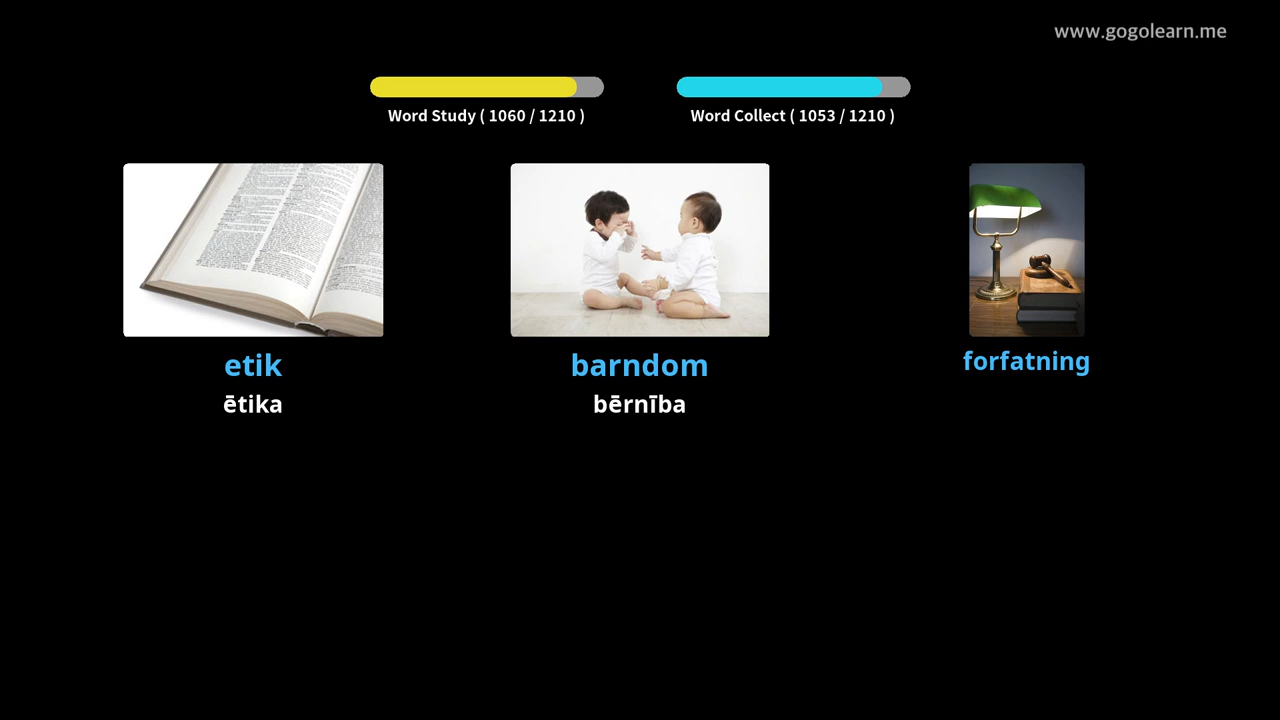 www.gogolearn.me
Word Study ( 1060 / 1210 )
Word Collect ( 1053 / 1210 )
etik
barndom
forfatning
ētika
bērnība